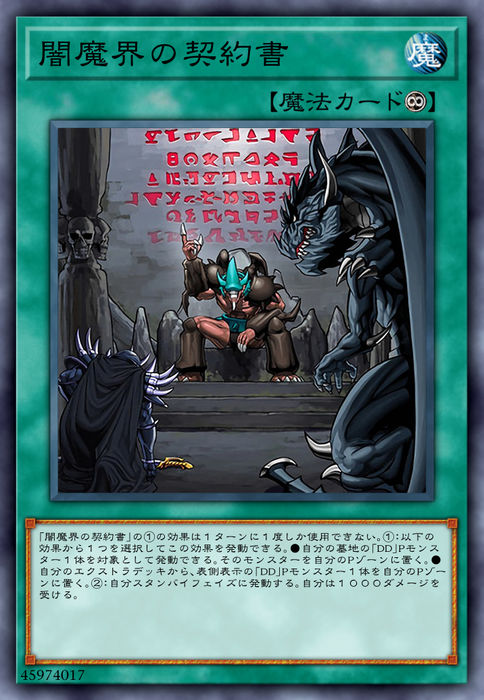 闇魔界の契約書
魔
【魔法カード】
「闇魔界の契約書」の①の効果は１ターンに１度しか使用できない。①:以下の
効果から１つを選択してこの効果を発動できる。●自分の墓地の「DD」Pモンス
ター１体を対象として発動できる。そのモンスターを自分のPゾーンに置く。●
自分のエクストラデッキから、表側表示の「DD」Pモンスター１体を自分のPゾー
ンに置く。②:自分スタンバイフェイズに発動する。自分は１０００ダメージを
受ける。
45974017